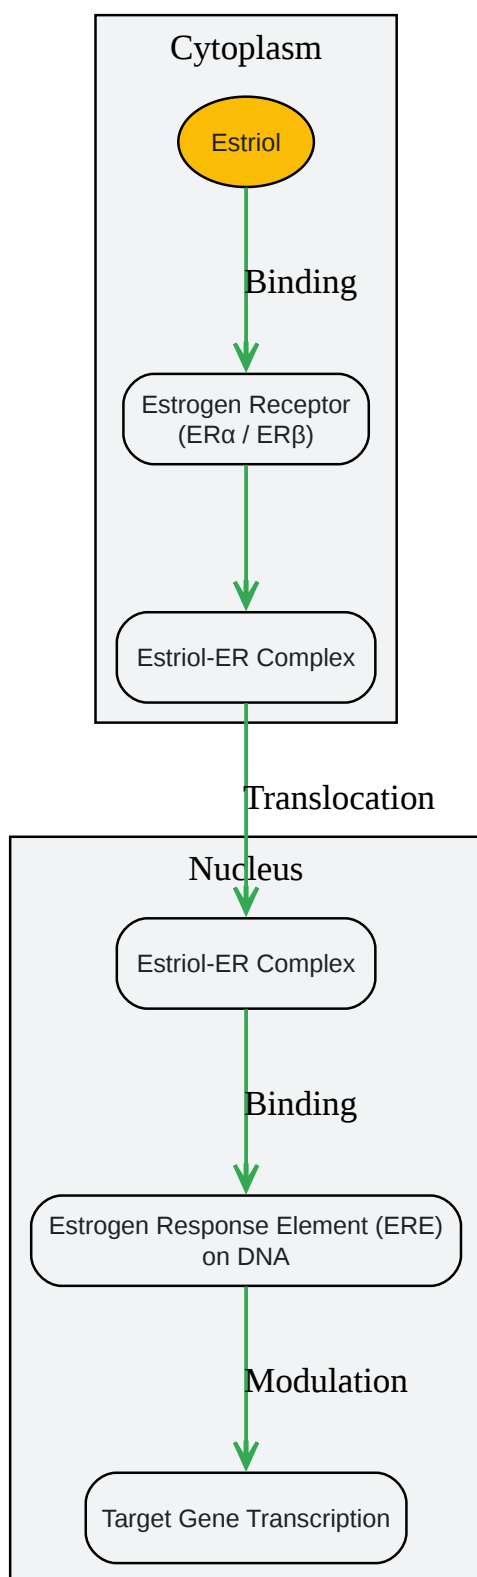 Cytoplasm
Estriol
Binding
Estrogen Receptor
(ERα / ERβ)
Estriol-ER Complex
Translocation
Nucleus
Estriol-ER Complex
Binding
Estrogen Response Element (ERE)
on DNA
Modulation
Target Gene Transcription